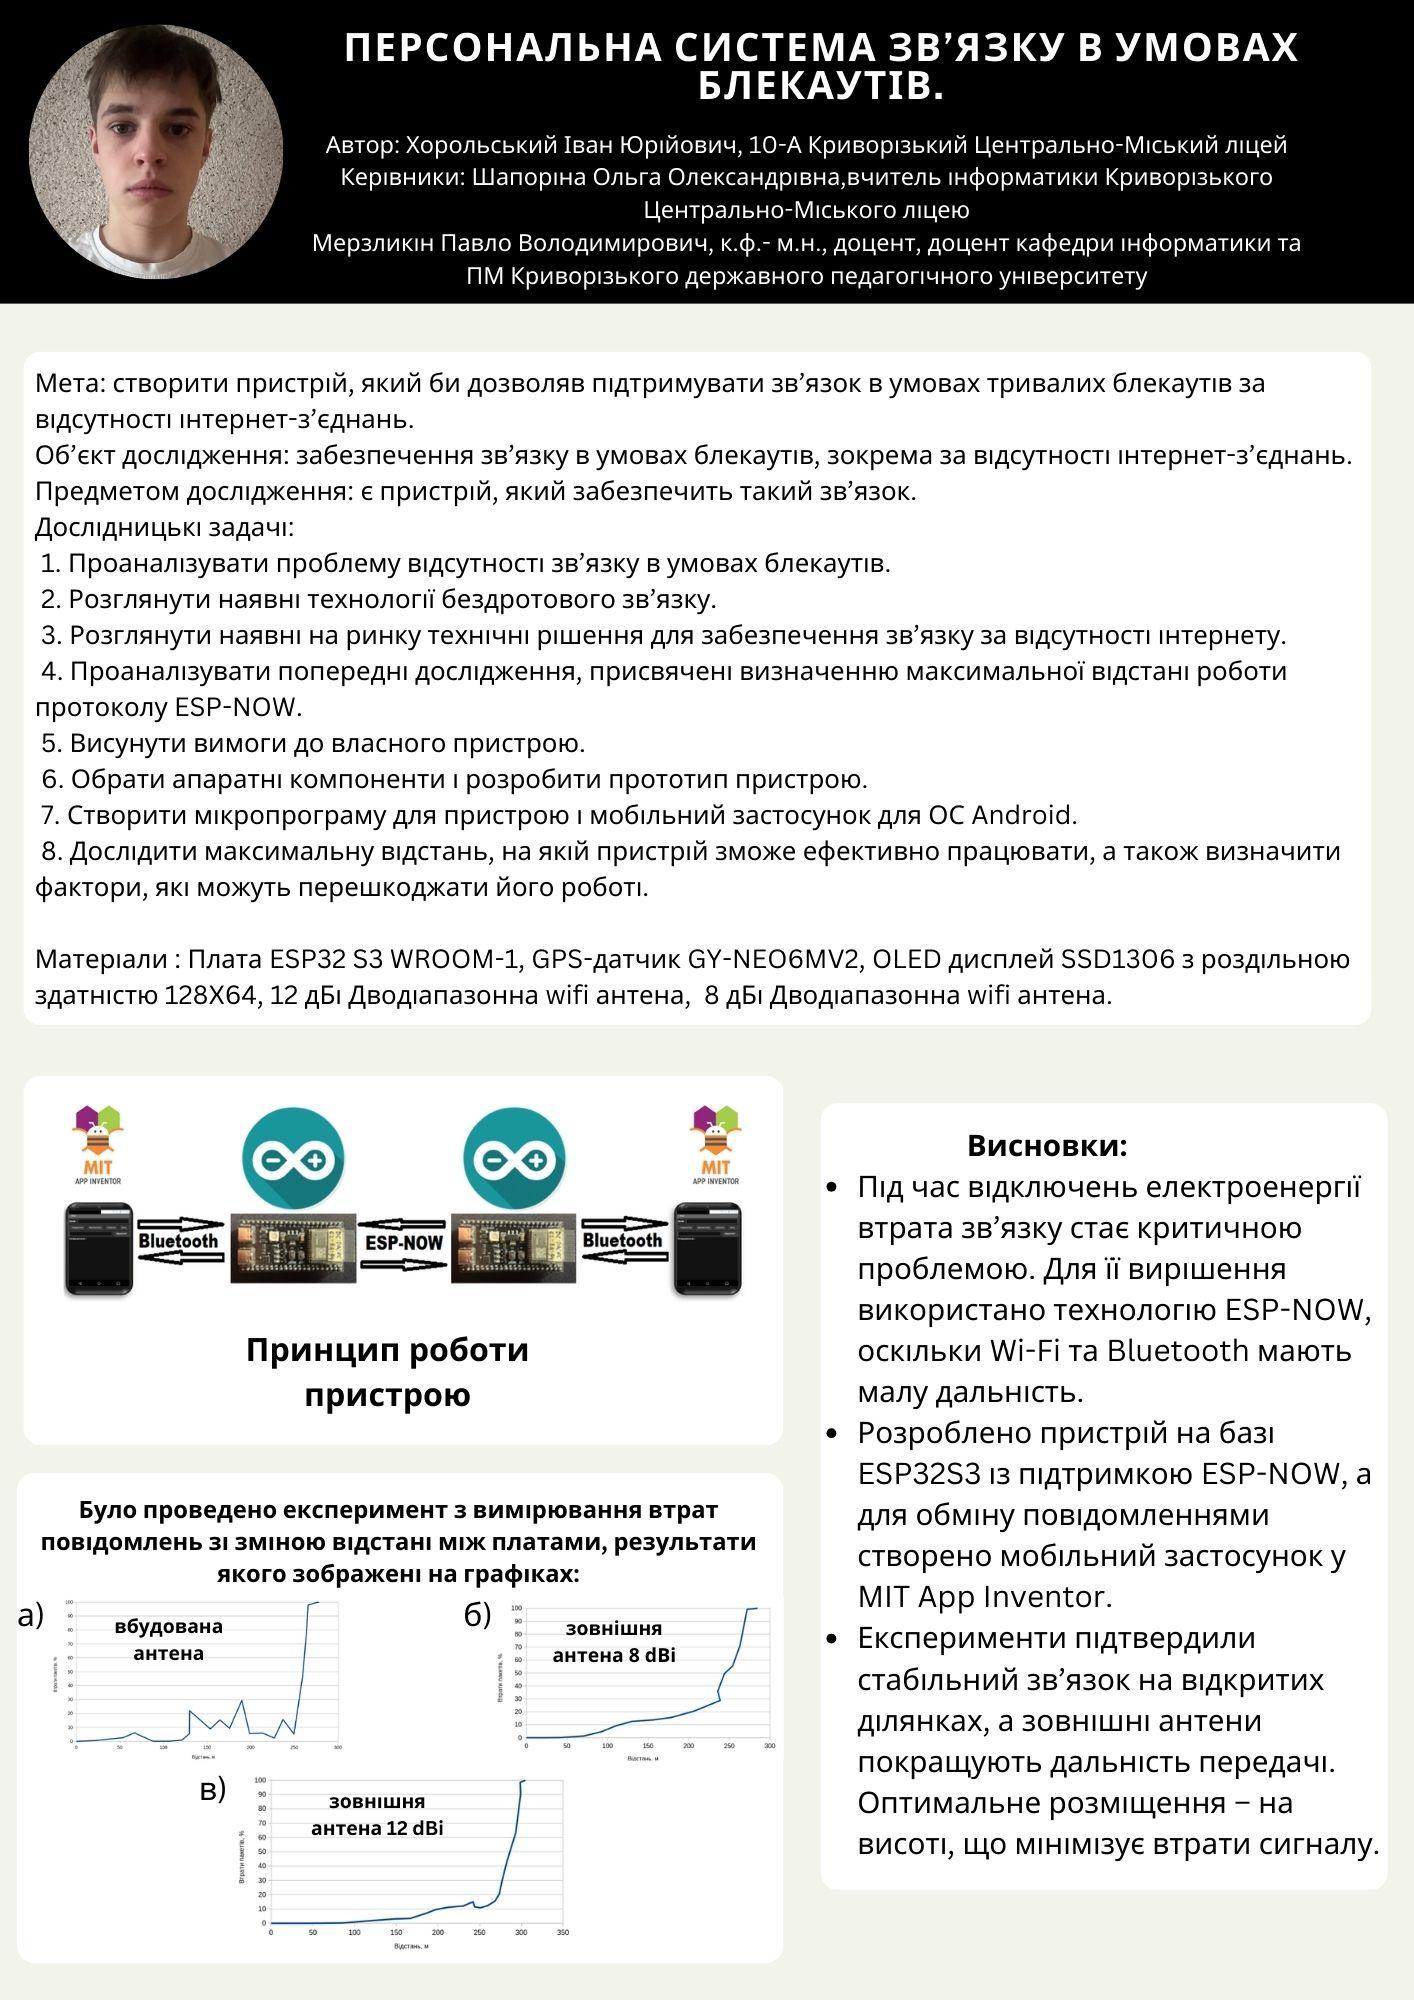 ПЕРСОНАЛЬНА СИСТЕМА ЗВ’ЯЗКУ В УМОВАХ
БЛЕКАУТІВ.
Автор: Хорольський Іван Юрійович, 10-А Криворізький Центрально-Міський ліцей
Керівники: Шапоріна Ольга Олександрівна,вчитель інформатики Криворізького
Центрально-Міського ліцею
Мерзликін Павло Володимирович, к.ф.- м.н., доцент, доцент кафедри інформатики та
ПМ Криворізького державного педагогічного університету
Мета: створити пристрій, який би дозволяв підтримувати зв’язок в умовах тривалих блекаутів за
відсутності інтернет-з’єднань.
Об’єкт дослідження: забезпечення зв’язку в умовах блекаутів, зокрема за відсутності інтернет-з’єднань.
Предметом дослідження: є пристрій, який забезпечить такий зв’язок.
Дослідницькі задачі:
1. Проаналізувати проблему відсутності зв’язку в умовах блекаутів.
2. Розглянути наявні технології бездротового зв’язку.
3. Розглянути наявні на ринку технічні рішення для забезпечення зв’язку за відсутності інтернету.
4. Проаналізувати попередні дослідження, присвячені визначенню максимальної відстані роботи
протоколу ESP-NOW.
5. Висунути вимоги до власного пристрою.
6. Обрати апаратні компоненти і розробити прототип пристрою.
7. Створити мікропрограму для пристрою і мобільний застосунок для ОС Android.
8. Дослідити максимальну відстань, на якій пристрій зможе ефективно працювати, а також визначити
фактори, які можуть перешкоджати його роботі.
Матеріали : Плата ESP32 S3 WROOM-1, GPS-датчик GY-NEO6MV2, OLED дисплей SSD1306 з роздільною
здатністю 128X64, 12 дБі Дводіапазонна wifi антена, 8 дБі Дводіапазонна wifi антена.
MIT
APP INVENTOR
MIT
APP INVENTOR
Bluetooth
ESP-NOW
Bluetooth
Принцип роботи
пристрою
Було проведено експеримент з вимірювання втрат
повідомлень зі зміною відстані між платами, результати
якого зображені на графіках:
а)
вбудована
антена
100
90
80
70
60
50
40
30
20
10
0
0 50 100 150 200 250 300
Відстань, м
б)
зовнішня
антена 8 dBi
Втрати пакетів, %
100
90
80
70
60
50
40
30
20
10
0
0 50 100 150 200 250 300
Відстань, м
в)
зовнішня
антена 12 dBi
Втрати пакетів, %
100
90
80
70
60
50
40
30
20
10
0
0 50 100 150 200 250 300 350
Відстань, м
Висновки:
• Під час відключень електроенергії
втрата зв’язку стає критичною
проблемою. Для її вирішення
використано технологію ESP-NOW,
оскільки Wi-Fi та Bluetooth мають
малу дальність.
• Розроблено пристрій на базі
ESP32S3 із підтримкою ESP-NOW, а
для обміну повідомленнями
створено мобільний застосунок у
MIT App Inventor.
• Експерименти підтвердили
стабільний зв’язок на відкритих
ділянках, а зовнішні антени
покращують дальність передачі.
Оптимальне розміщення – на
висоті, що мінімізує втрати сигналу.